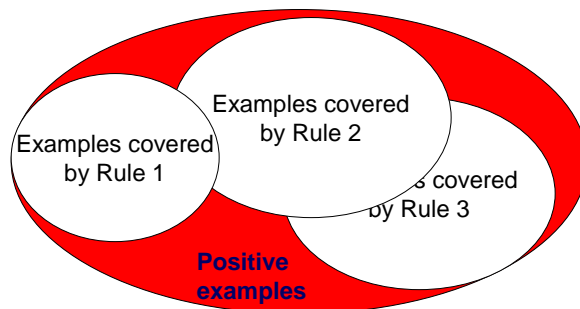 Examples covered
by Rule 2
Examples covered
by Rule 1
covered
by Rule 3
Positive
examples